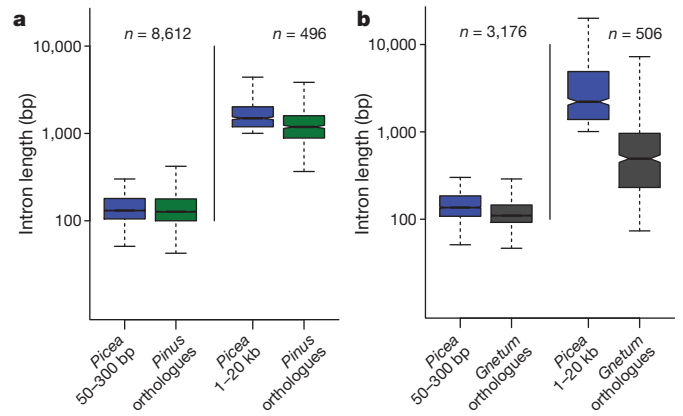 a
n = 8,612
n = 496
10,000
1,000
100
Intron length (bp)
Picea
50–300 bp
Pinus
orthologues
Picea
1–20 kb
Pinus
orthologues
b
n = 3,176
n = 506
10,000
1,000
100
Intron length (bp)
Picea
50–300 bp
Gnetum
orthologues
Picea
1–20 kb
Gnetum
orthologues